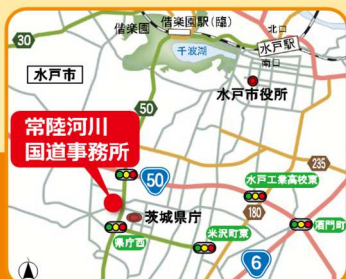 偕楽園
偕楽園駅(臨)
北口
水戸駅
南口
千波湖
30
水戸市
50
水戸市役所
常陸河川
国道事務所
50
水戸工業高校東
235
180
茨城県庁
県庁西
米沢町東
酒門町
6